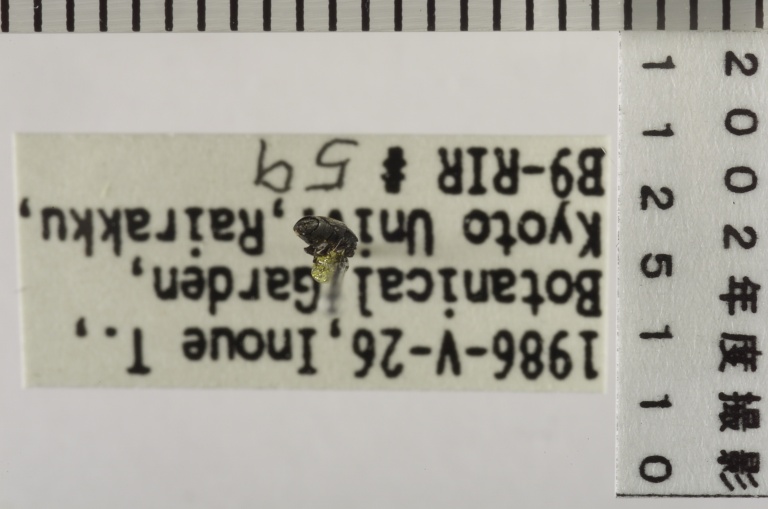 1986-V-26, Inoue T.,
Botanical Garden,
Kyoto Univ., Rairakku,
B9-RIR # 59
2002年度撮影
1125110